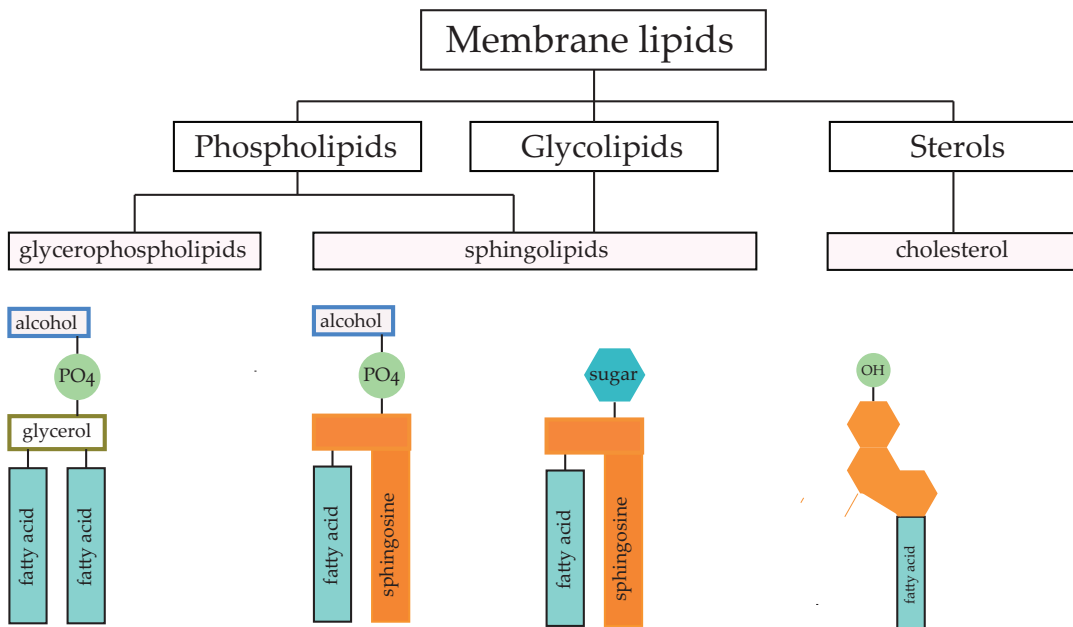 Membrane lipids
Phospholipids
Glycolipids
Sterols
glycerophospholipids
sphingolipids
cholesterol
alcohol
PO4
glycerol
fatty acid
fatty acid
alcohol
PO4
fatty acid
sphingosine
sugar
fatty acid
sphingosine
OH
fatty acid